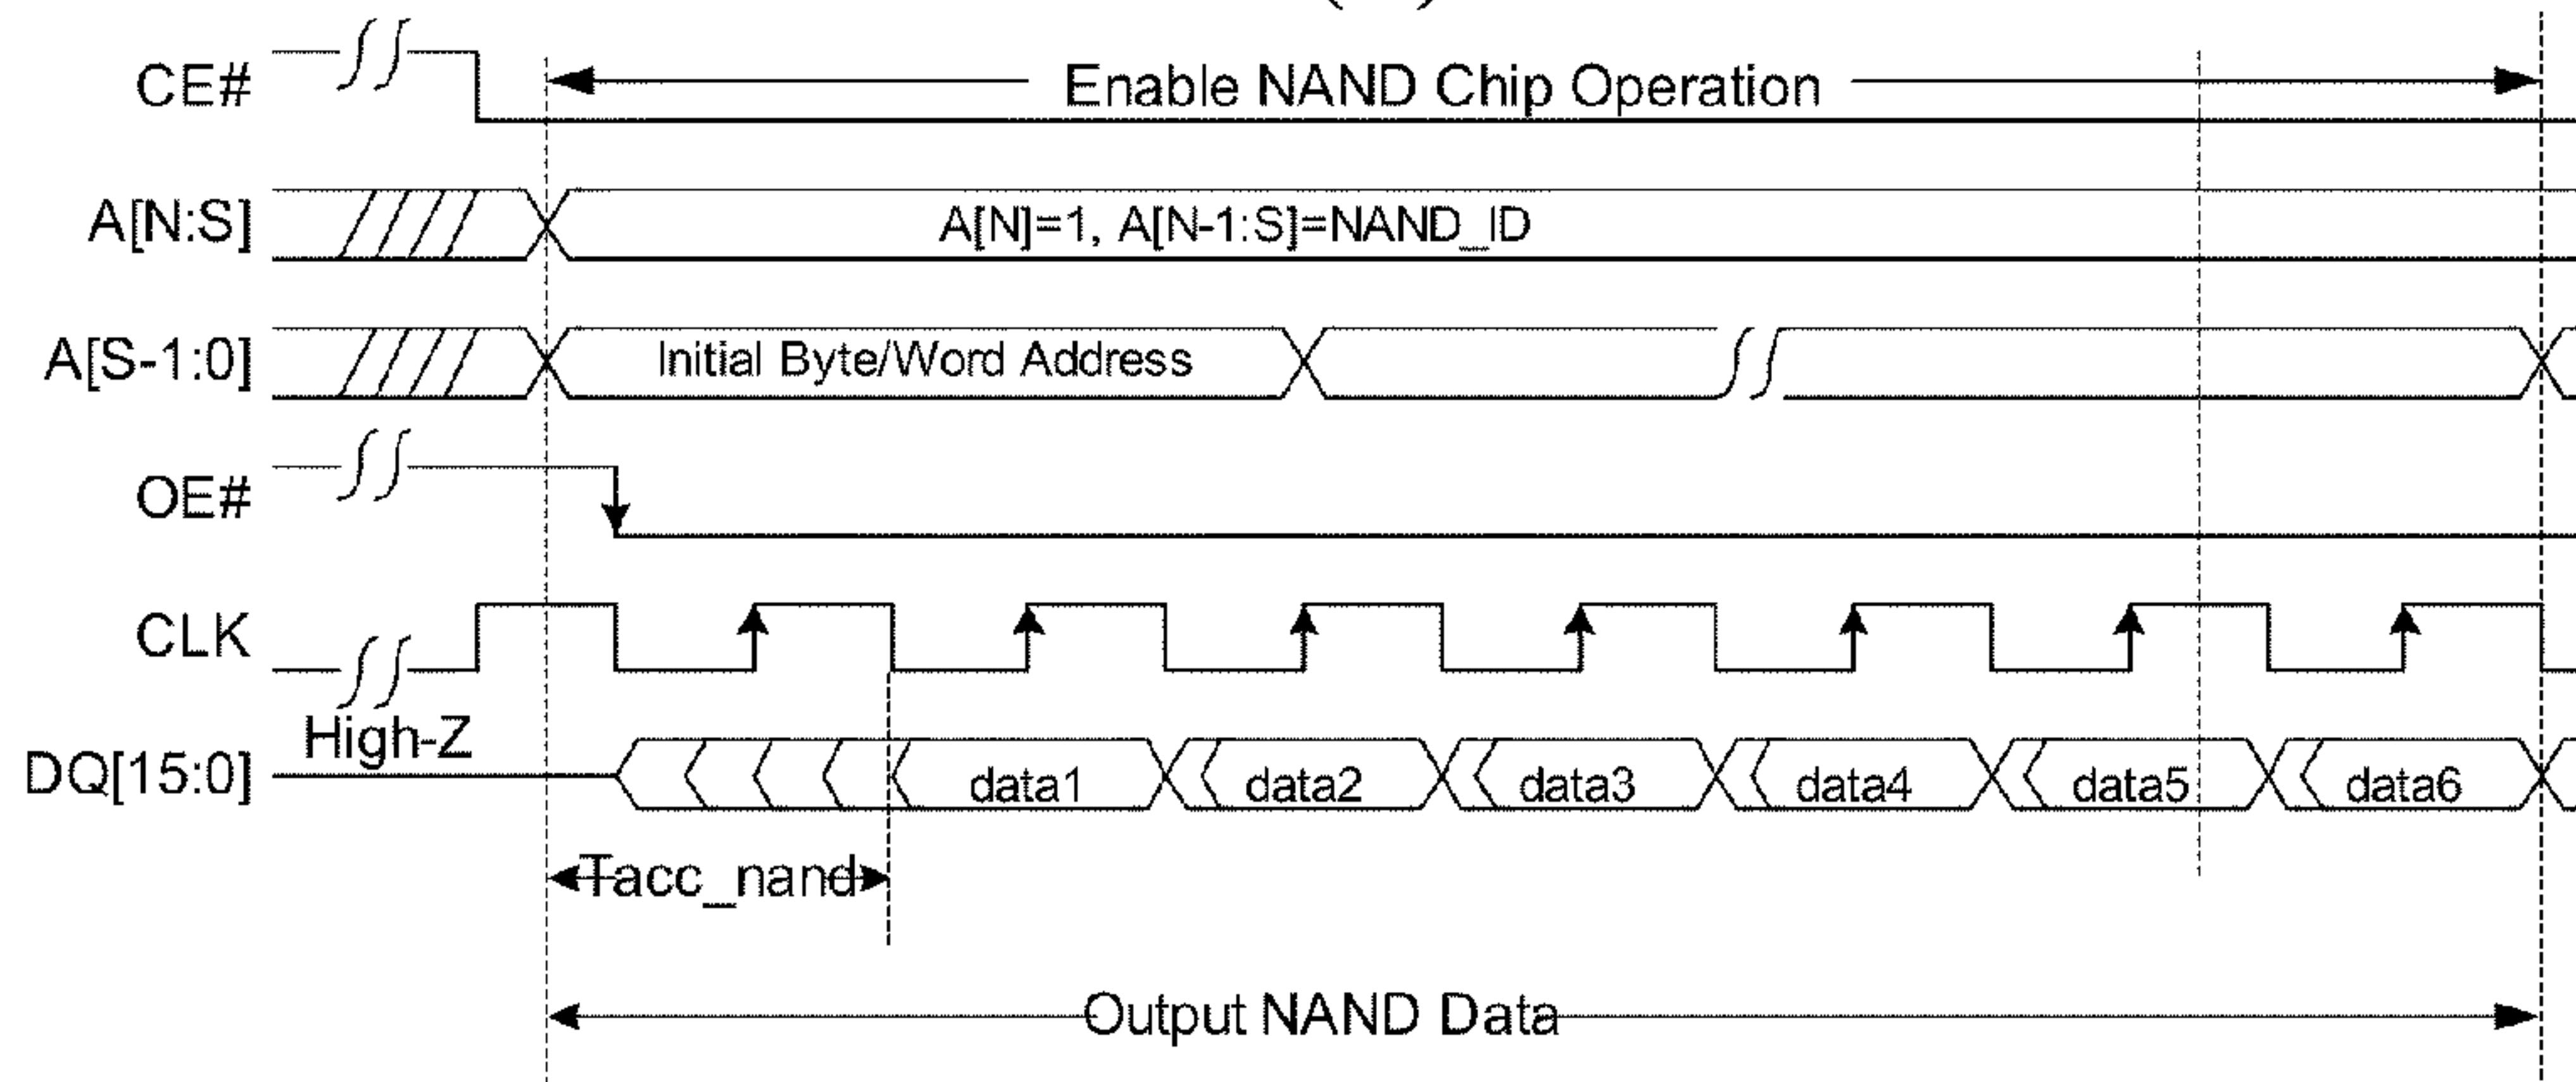 CE# Enable NAND Chip Operation
A[N:S] A[N]=1, A[N-1:S]=NAND_ID
A[S-1:0] Initial Byte/Word Address
OE#
CLK
High-Z
DQ[15:0] data1 data2 data3 data4 data5 data6
Tacc_nand
Output NAND Data